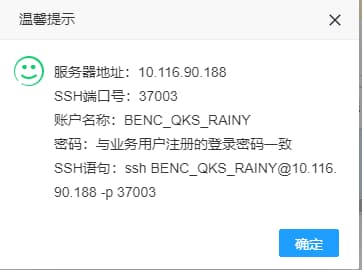 温馨提示
服务器地址：10.116.90.188
SSH端口号：37003
账户名称：BENC_QKS_RAINY
密码：与业务用户注册的登录密码一致
SSH语句：ssh BENC_QKS_RAINY@10.116.
90.188 -p 37003
确定